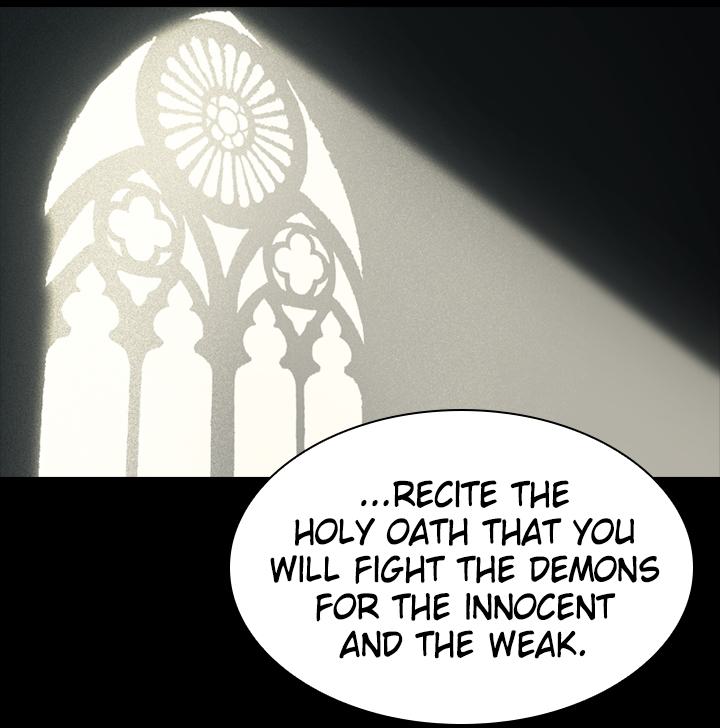 ...RECITE THE
HOLY OATH THAT YOU
WILL FIGHT THE DEMONS
FOR THE INNOCENT
AND THE WEAK.